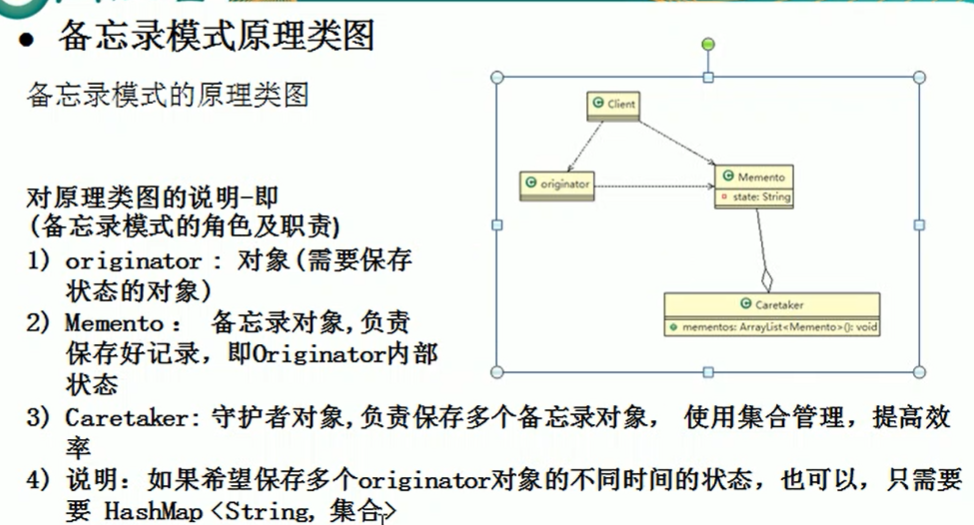 ● 备忘录模式原理类图
备忘录模式的原理类图
对原理类图的说明-即
(备忘录模式的角色及职责)
1) originator : 对象(需要保存
状态的对象)
2) Memento : 备忘录对象,负责
保存好记录，即Originator内部
状态
3) Caretaker: 守护者对象,负责保存多个备忘录对象， 使用集合管理，提高效
率
4) 说明：如果希望保存多个originator对象的不同时间的状态，也可以，只需要
要 HashMap <String, 集合>
Client
originator
Memento
state: String
Caretaker
mementos: ArrayList<Memento>(): void